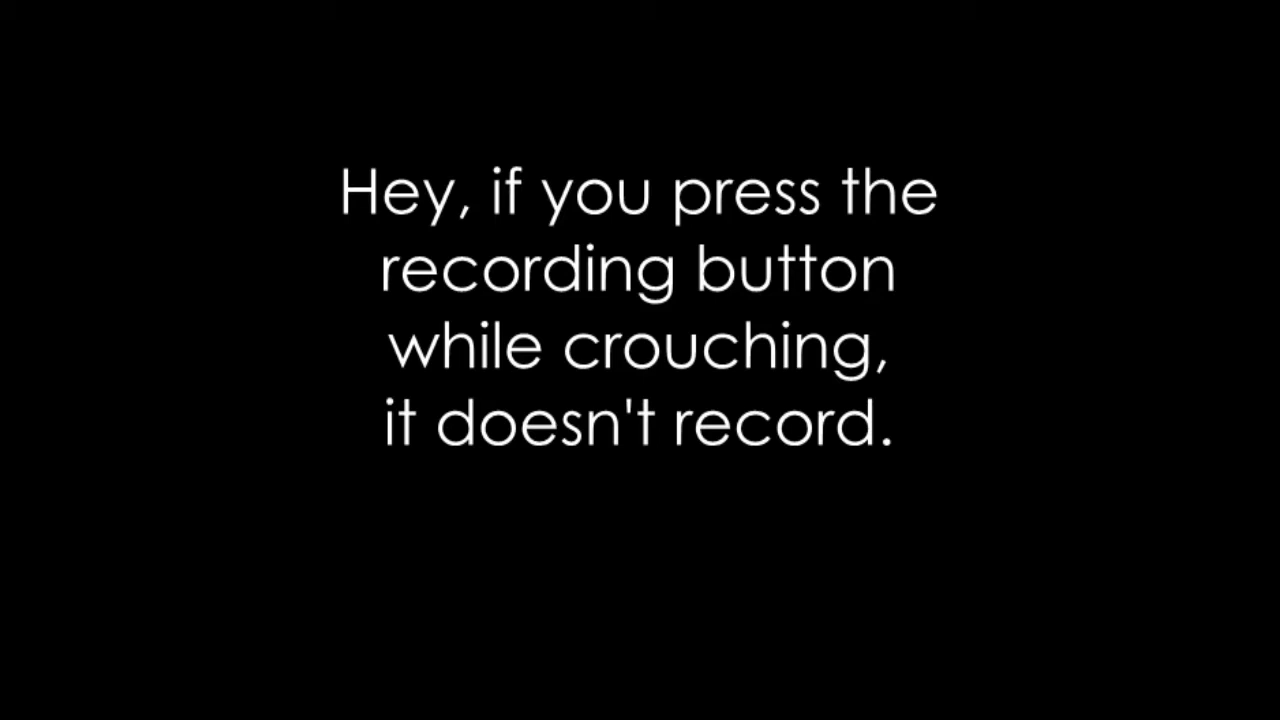 Hey, if you press the
recording button
while crouching,
it doesn't record.